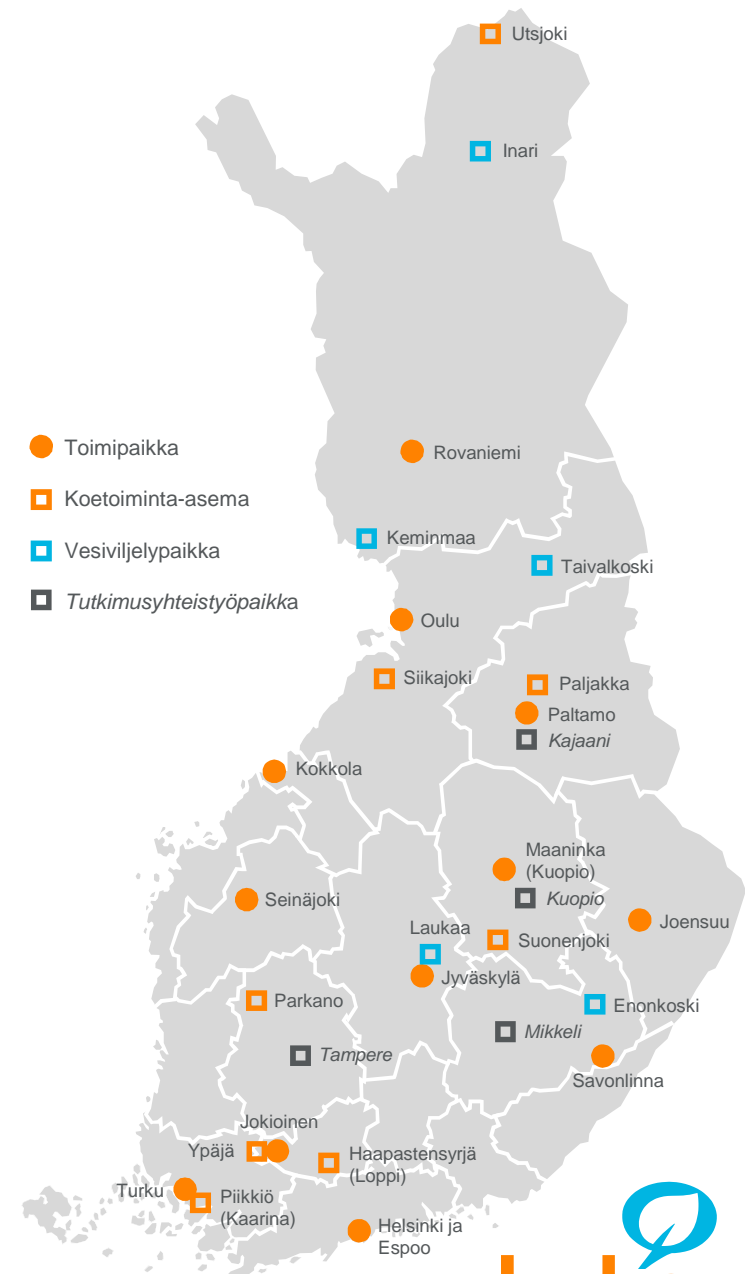 Utsjoki
Inari
Toimipaikka
Koetoiminta-asema
Vesiviljelypaikka
Tutkimusyhteistyöpaikka
Rovaniemi
Keminmaa
Taivalkoski
Oulu
Siikajoki
Paljakka
Paltamo
Kajaani
Kokkola
Maaninka
(Kuopio)
Kuopio
Seinäjoki
Joensuu
Laukaa
Suonenjoki
Jyväskylä
Parkano
Enonkoski
Mikkeli
Tampere
Savonlinna
Jokioinen
Ypäjä
Haapastensyrjä
(Loppi)
Turku
Piikkiö
(Kaarina)
Helsinki ja
Espoo